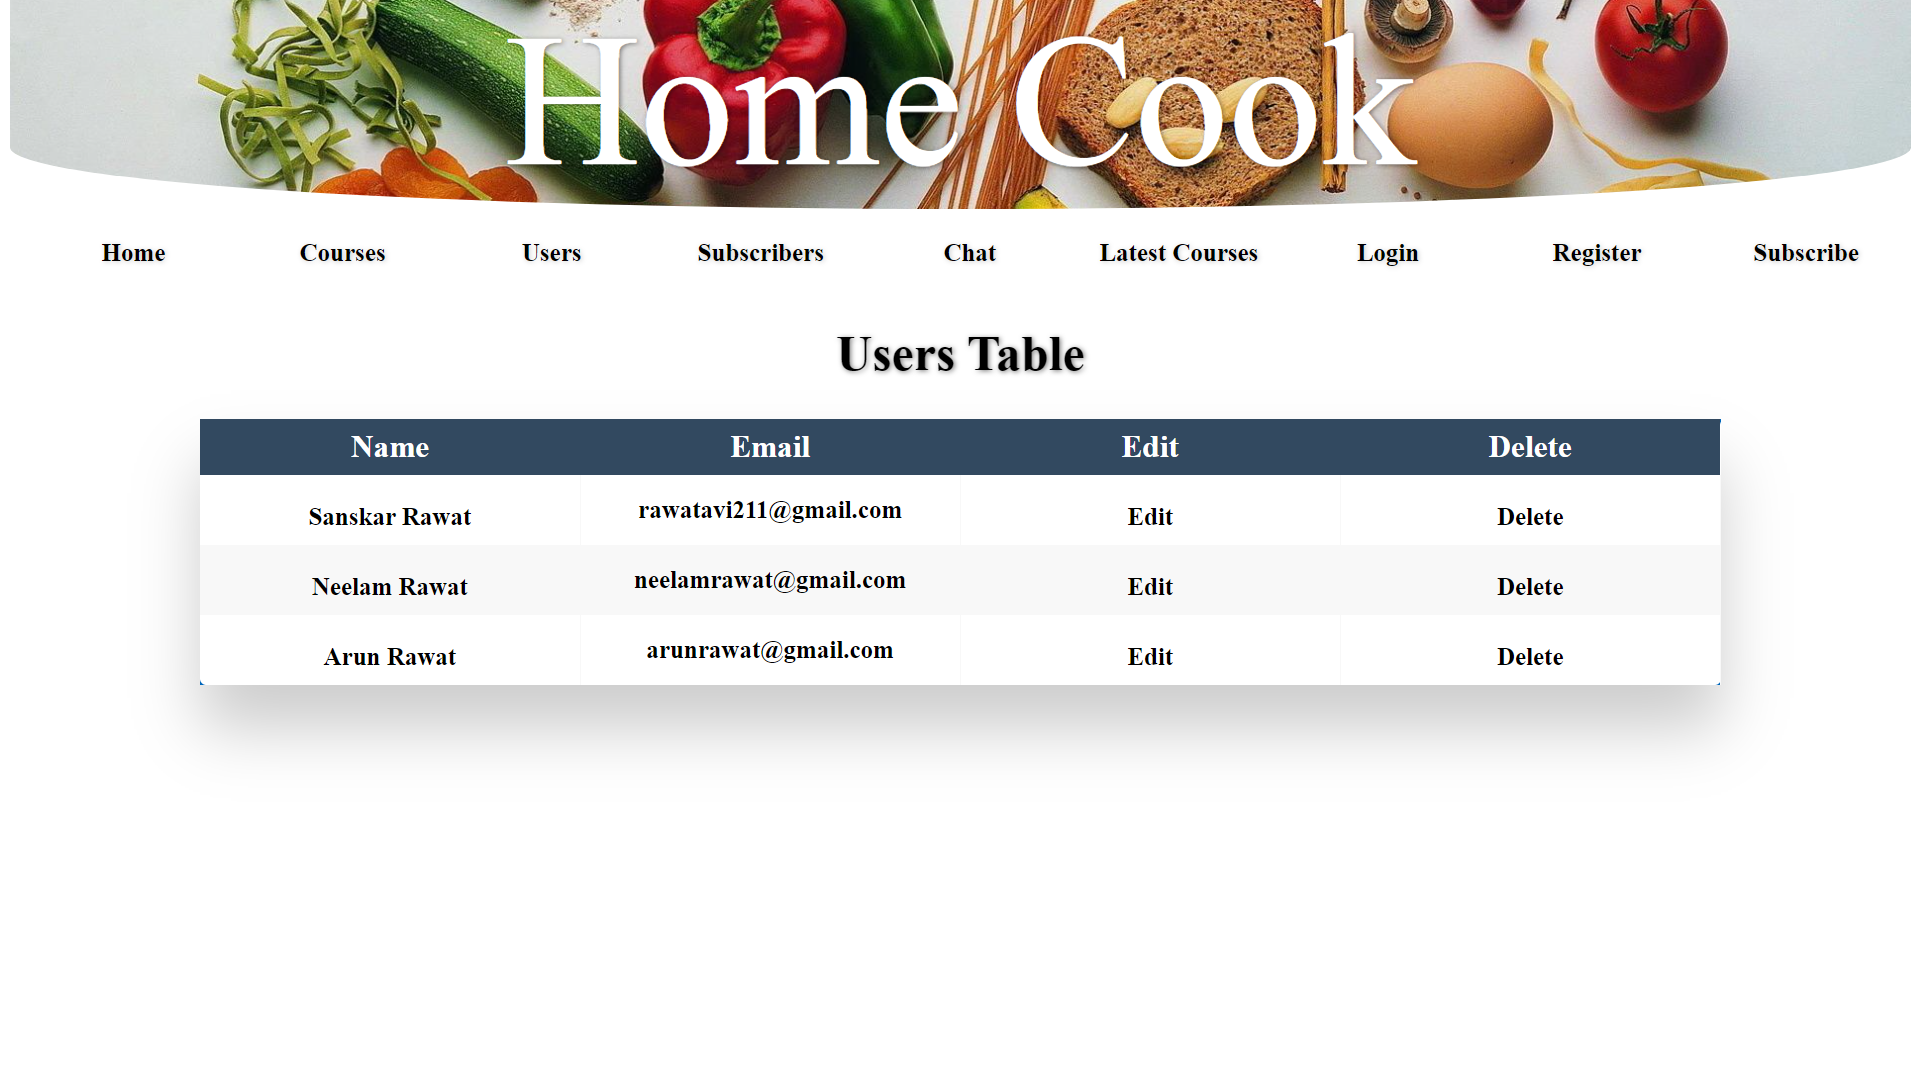 Home Cook
Home Courses Users Subscribers Chat Latest Courses Login Register Subscribe
Users Table
Name Email Edit Delete
Sanskar Rawat rawatavi211@gmail.com Edit Delete
Neelam Rawat neelamrawat@gmail.com Edit Delete
Arun Rawat arunrawat@gmail.com Edit Delete